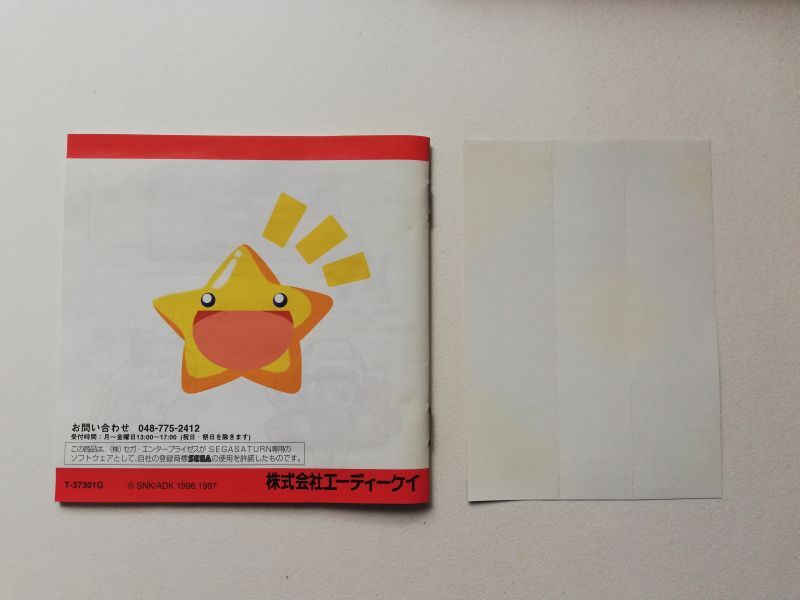 お問い合わせ 048-775-2412
受付時間：月～金曜日13:00～17:00 (祝日・祭日を除きます)
この商品は、(株) セガ・エンタープライゼスが SEGASATURN専用の
ソフトウェアとして、自社の登録商標SEGAの使用を許諾したものです。
T-37301G © SNK/ADK 1996,1997 株式会社エーディーケイ